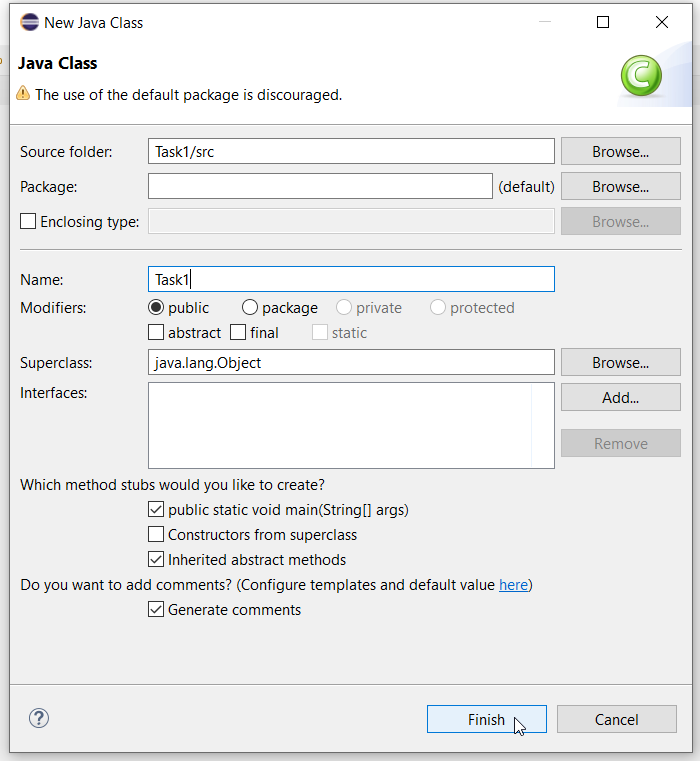 New Java Class
Java Class
The use of the default package is discouraged.
Source folder: Task1/src Browse...
Package: (default) Browse...
Enclosing type: Browse...
Name: Task1
Modifiers: public package private protected
abstract final static
Superclass: java.lang.Object Browse...
Interfaces: Add...
Remove
Which method stubs would you like to create?
public static void main(String[] args)
Constructors from superclass
Inherited abstract methods
Do you want to add comments? (Configure templates and default value here)
Generate comments
? Finish Cancel